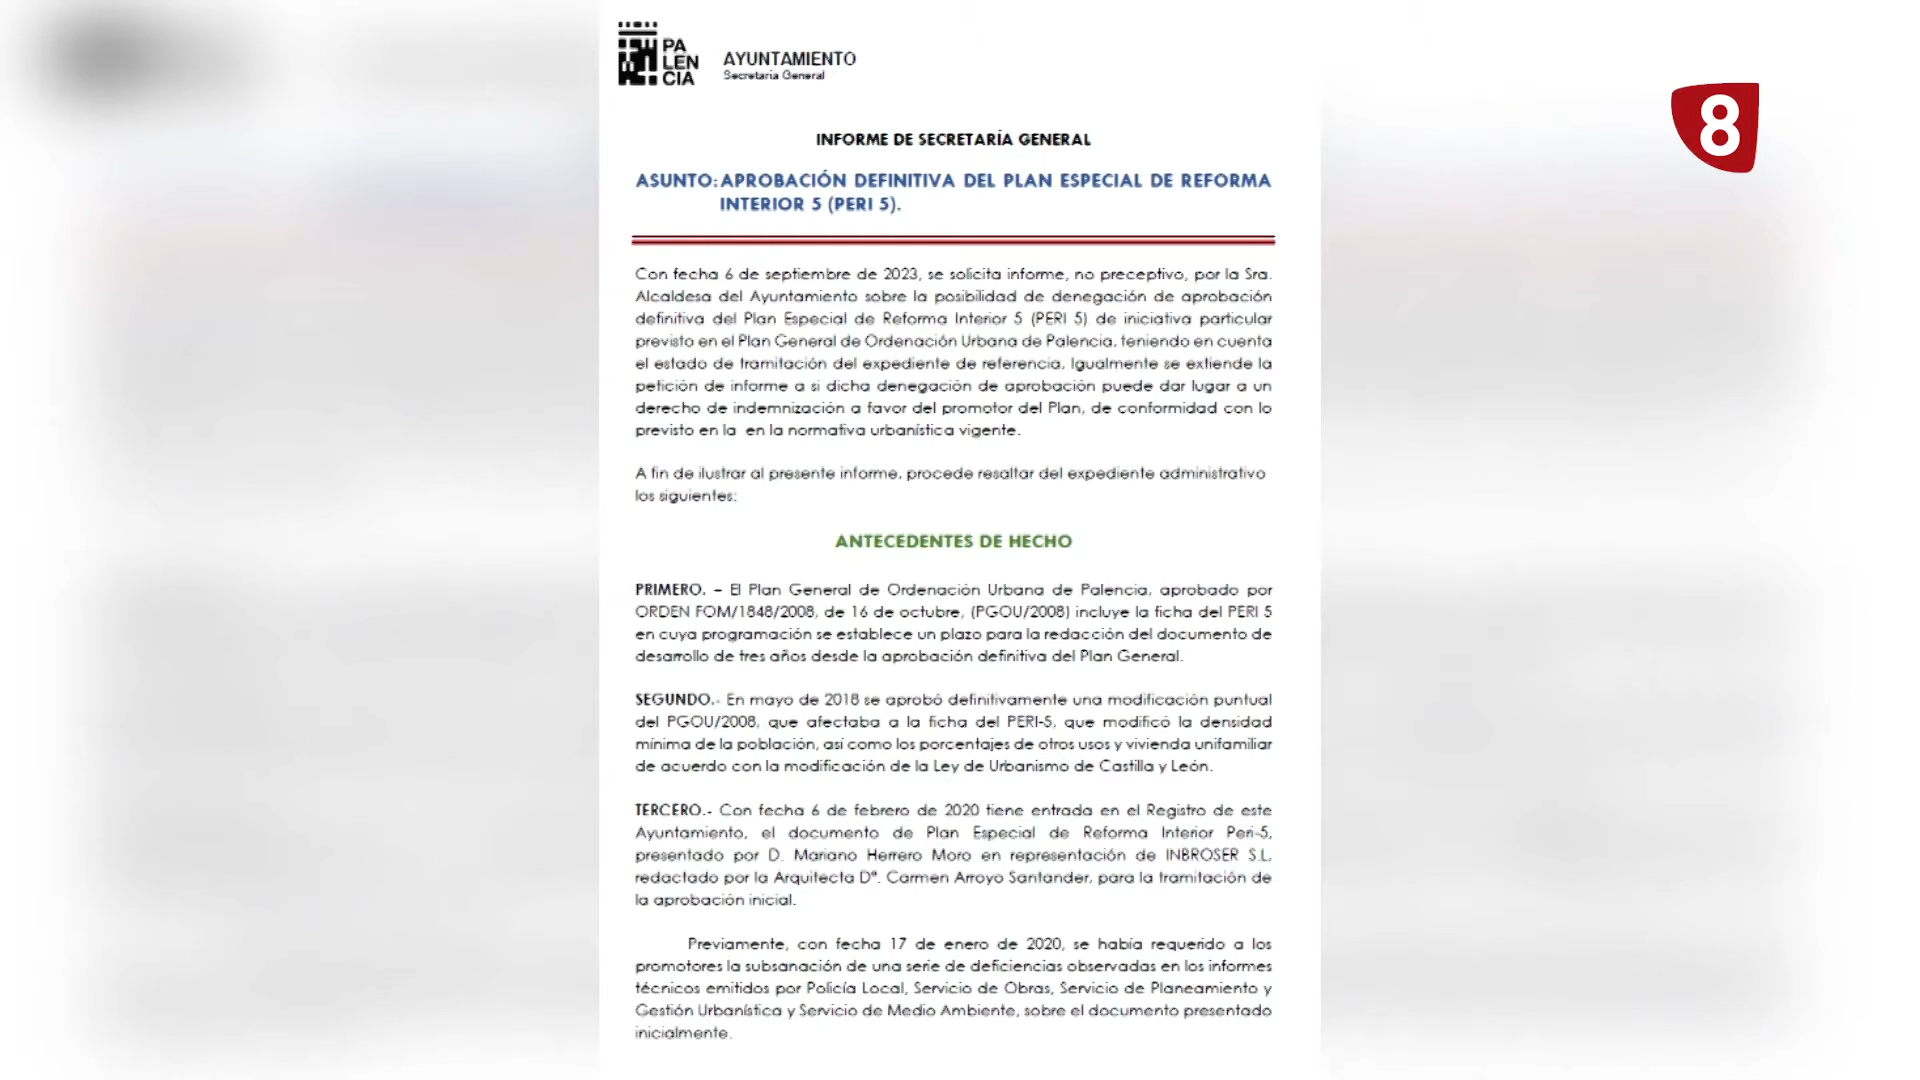 PA
LEN
CIA
AYUNTAMIENTO
Secretaría General
8
INFORME DE SECRETARÍA GENERAL
ASUNTO: APROBACIÓN DEFINITIVA DEL PLAN ESPECIAL DE REFORMA
INTERIOR 5 (PERI 5).
Con fecha 6 de septiembre de 2023, se solicita informe, no preceptivo, por la Sra.
Alcaldesa del Ayuntamiento sobre la posibilidad de denegación de aprobación
definitiva del Plan Especial de Reforma Interior 5 (PERI 5) de iniciativa particular
previsto en el Plan General de Ordenación Urbana de Palencia, teniendo en cuenta
el estado de tramitación del expediente de referencia. Igualmente se extiende la
petición de informe a si dicha denegación de aprobación puede dar lugar a un
derecho de indemnización a favor del promotor del Plan, de conformidad con lo
previsto en la  en la normativa urbanística vigente.
A fin de ilustrar al presente informe, procede resaltar del expediente administrativo
los siguientes:
ANTECEDENTES DE HECHO
PRIMERO. – El Plan General de Ordenación Urbana de Palencia, aprobado por
ORDEN FOM/1848/2008, de 16 de octubre, (PGOU/2008) incluye la ficha del PERI 5
en cuya programación se establece un plazo para la redacción del documento de
desarrollo de tres años desde la aprobación definitiva del Plan General.
SEGUNDO.- En mayo de 2018 se aprobó definitivamente una modificación puntual
del PGOU/2008, que afectaba a la ficha del PERI-5, que modificó la densidad
mínima de la población, así como los porcentajes de otros usos y vivienda unifamiliar
de acuerdo con la modificación de la Ley de Urbanismo de Castilla y León.
TERCERO.- Con fecha 6 de febrero de 2020 tiene entrada en el Registro de este
Ayuntamiento, el documento de Plan Especial de Reforma Interior Peri-5,
presentado por D. Mariano Herrero Moro en representación de INBROSER S.L.
redactado por la Arquitecta Dª. Carmen Arroyo Santander, para la tramitación de
la aprobación inicial.
Previamente, con fecha 17 de enero de 2020, se había requerido a los
promotores la subsanación de una serie de deficiencias observadas en los informes
técnicos emitidos por Policía Local, Servicio de Obras, Servicio de Planeamiento y
Gestión Urbanística y Servicio de Medio Ambiente, sobre el documento presentado
inicialmente.